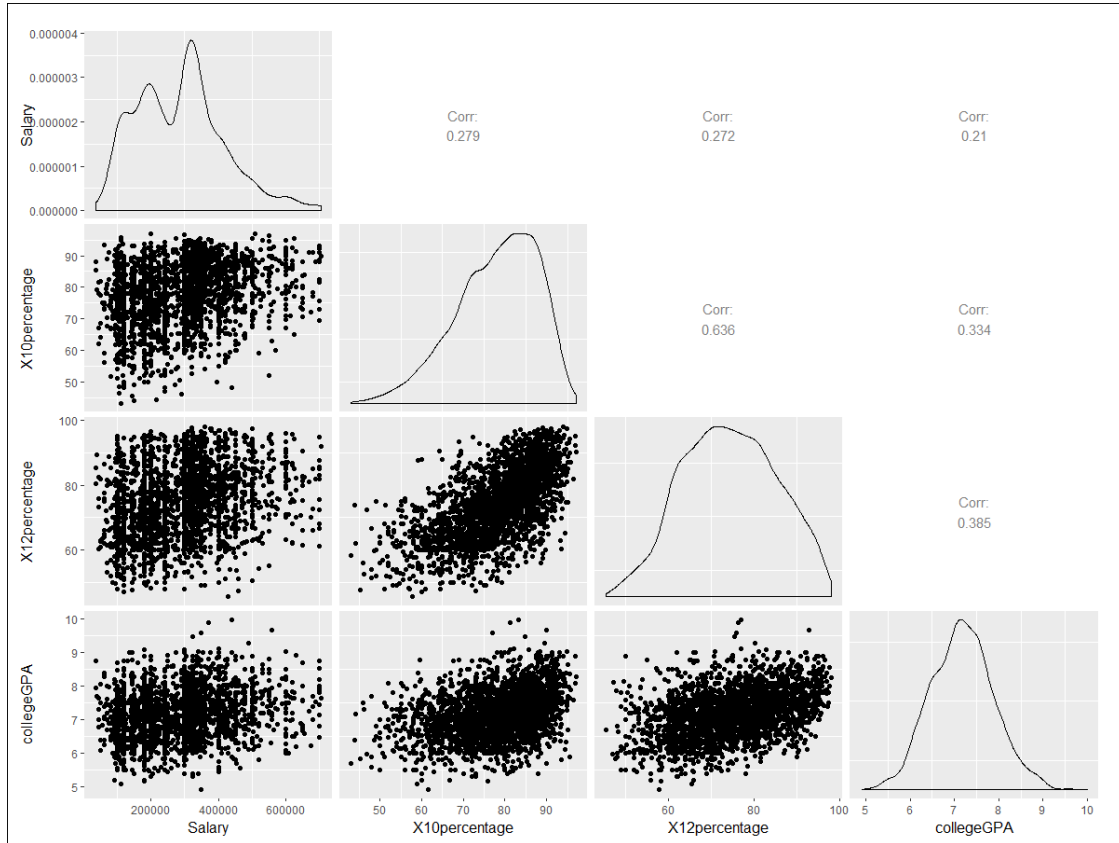 0.000004
0.000003
0.000002
0.000001
0.000000
Salary
Corr:
0.279
Corr:
0.272
Corr:
0.21
90
80
70
60
50
X10percentage
Corr:
0.636
Corr:
0.334
100
80
60
X12percentage
Corr:
0.385
10
9
8
7
6
5
collegeGPA
200000 400000 600000
50 60 70 80 90
60 80 100
5 6 7 8 9 10
Salary
X10percentage
X12percentage
collegeGPA